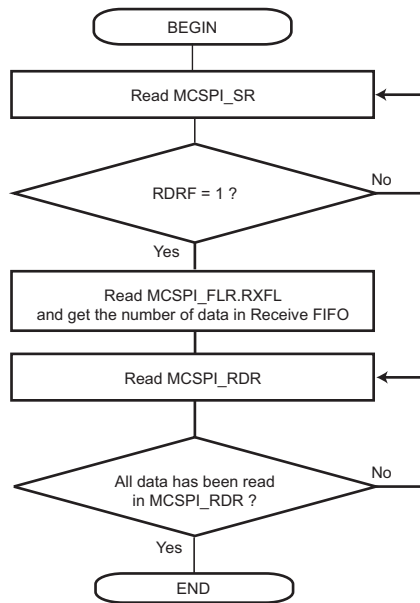 BEGIN
Read MCSPI_SR
No
RDRF = 1 ?
Yes
Read MCSPI_FLR.RXFL
and get the number of data in Receive FIFO
Read MCSPI_RDR
No
All data has been read
in MCSPI_RDR ?
Yes
END